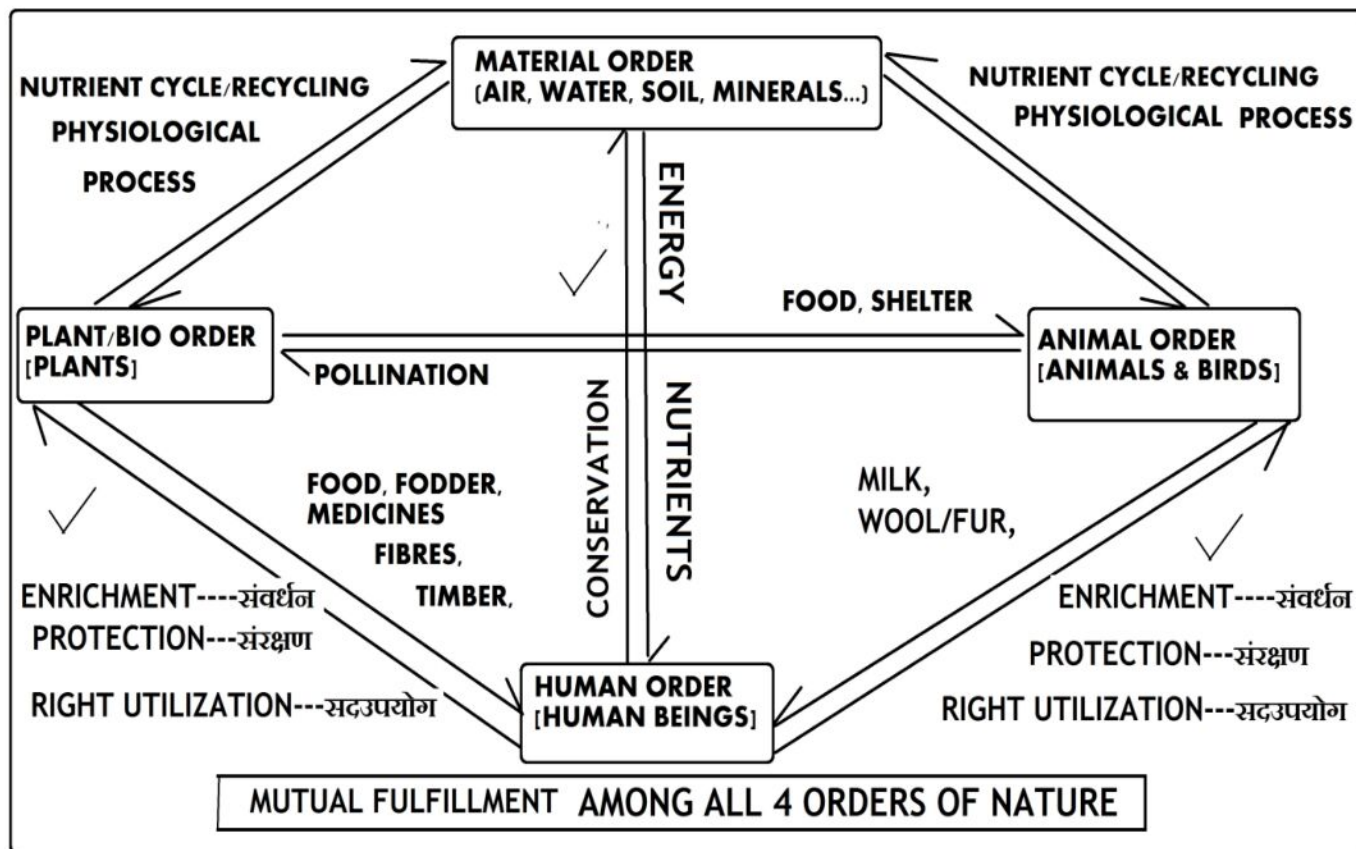 MATERIAL ORDER
(AIR, WATER, SOIL, MINERALS...)
NUTRIENT CYCLE/RECYCLING
PHYSIOLOGICAL
PROCESS
NUTRIENT CYCLE/RECYCLING
PHYSIOLOGICAL PROCESS
ENERGY
NUTRIENTS
CONSERVATION
PLANT/BIO ORDER
[PLANTS]
FOOD, SHELTER
POLLINATION
ANIMAL ORDER
[ANIMALS & BIRDS]
FOOD, FODDER,
MEDICINES
FIBRES,
TIMBER,
MILK,
WOOL/FUR,
ENRICHMENT----संवर्धन
PROTECTION---संरक्षण
RIGHT UTILIZATION---सदउपयोग
ENRICHMENT----संवर्धन
PROTECTION---संरक्षण
RIGHT UTILIZATION---सदउपयोग
HUMAN ORDER
[HUMAN BEINGS]
MUTUAL FULFILLMENT AMONG ALL 4 ORDERS OF NATURE